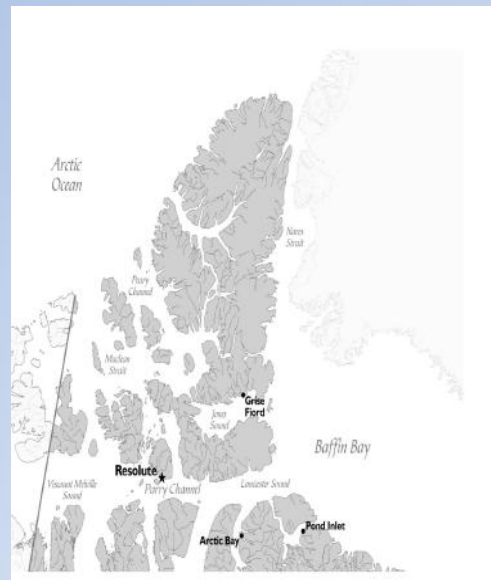 Arctic
Ocean
Nares
Strait
Peary
Channel
Maclean
Strait
Grise
Fiord
Jones
Sound
Baffin Bay
Resolute
Viscount Melville
Sound
Parry Channel
Lancaster Sound
Pond Inlet
Arctic Bay